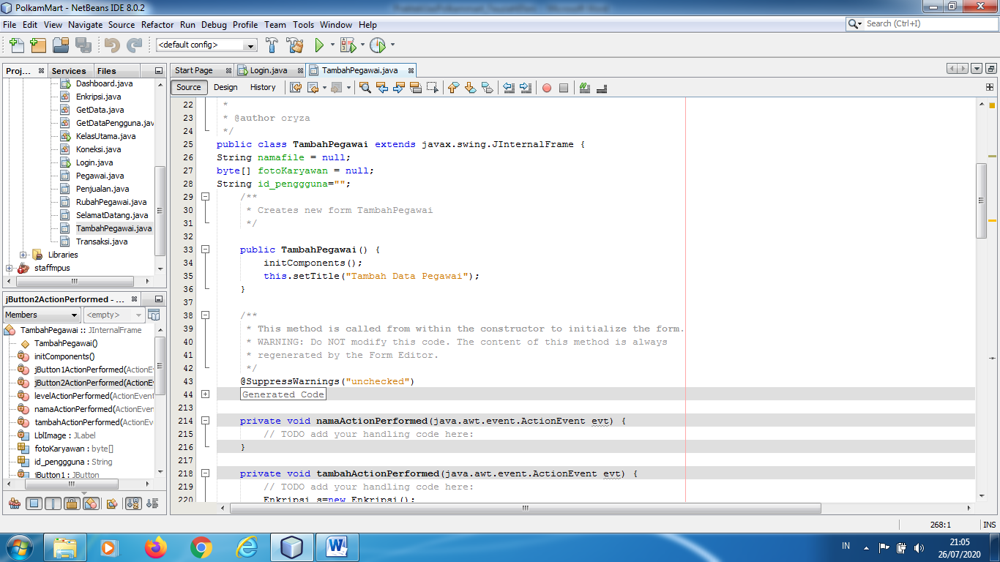 PolkamMart - NetBeans IDE 8.0.2
File Edit View Navigate Source Refactor Run Debug Profile Team Tools Window Help
Search (Ctrl+I)
<default config>
Proj... Services Files
Dashboard.java
Enkripsi.java
GetData.java
GetDataPengguna.jav
KelasUtama.java
Koneksi.java
Login.java
Pegawai.java
Penjualan.java
RubahPegawai.java
SelamatDatang.java
TambahPegawai.java
Transaksi.java
Libraries
staffmpus
jButton2ActionPerformed - ...
Members <empty>
TambahPegawai :: JInternalFrame
TambahPegawai()
initComponents()
jButton1ActionPerformed(ActionEv
jButton2ActionPerformed(ActionE
levelActionPerformed(ActionEvent
namaActionPerformed(ActionEven
tambahActionPerformed(ActionEv
LblImage : JLabel
fotoKaryawan : byte[]
id_penggguna : String
jButton1 : JButton
Start Page Login.java TambahPegawai.java
Source Design History
22 *
23 * @author oryza
24 */
25 public class TambahPegawai extends javax.swing.JInternalFrame {
26 String namafile = null;
27 byte[] fotoKaryawan = null;
28 String id_penggguna="";
29 /**
30 * Creates new form TambahPegawai
31 */
32
33 public TambahPegawai() {
34 initComponents();
35 this.setTitle("Tambah Data Pegawai");
36 }
37
38 /**
39 * This method is called from within the constructor to initialize the form.
40 * WARNING: Do NOT modify this code. The content of this method is always
41 * regenerated by the Form Editor.
42 */
43 @SuppressWarnings("unchecked")
44 Generated Code
213
214 private void namaActionPerformed(java.awt.event.ActionEvent evt) {
215 // TODO add your handling code here:
216 }
217
218 private void tambahActionPerformed(java.awt.event.ActionEvent evt) {
219 // TODO add your handling code here:
220 Enkripsi s=new Enkripsi();
268:1 INS
IN
21:05
26/07/2020